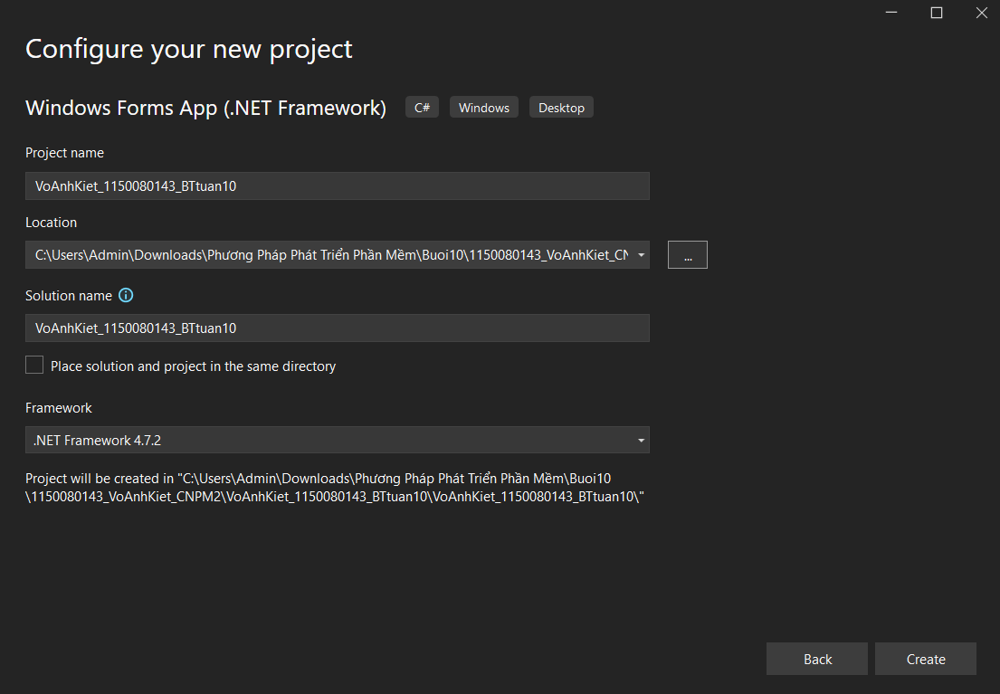 Configure your new project
Windows Forms App (.NET Framework) C# Windows Desktop
Project name
VoAnhKiet_1150080143_BTtuan10
Location
C:\Users\Admin\Downloads\Phương Pháp Phát Triển Phần Mềm\Buoi10\1150080143_VoAnhKiet_CN
...
Solution name
VoAnhKiet_1150080143_BTtuan10
Place solution and project in the same directory
Framework
.NET Framework 4.7.2
Project will be created in "C:\Users\Admin\Downloads\Phương Pháp Phát Triển Phần Mềm\Buoi10
\1150080143_VoAnhKiet_CNPM2\VoAnhKiet_1150080143_BTtuan10\VoAnhKiet_1150080143_BTtuan10\"
Back Create